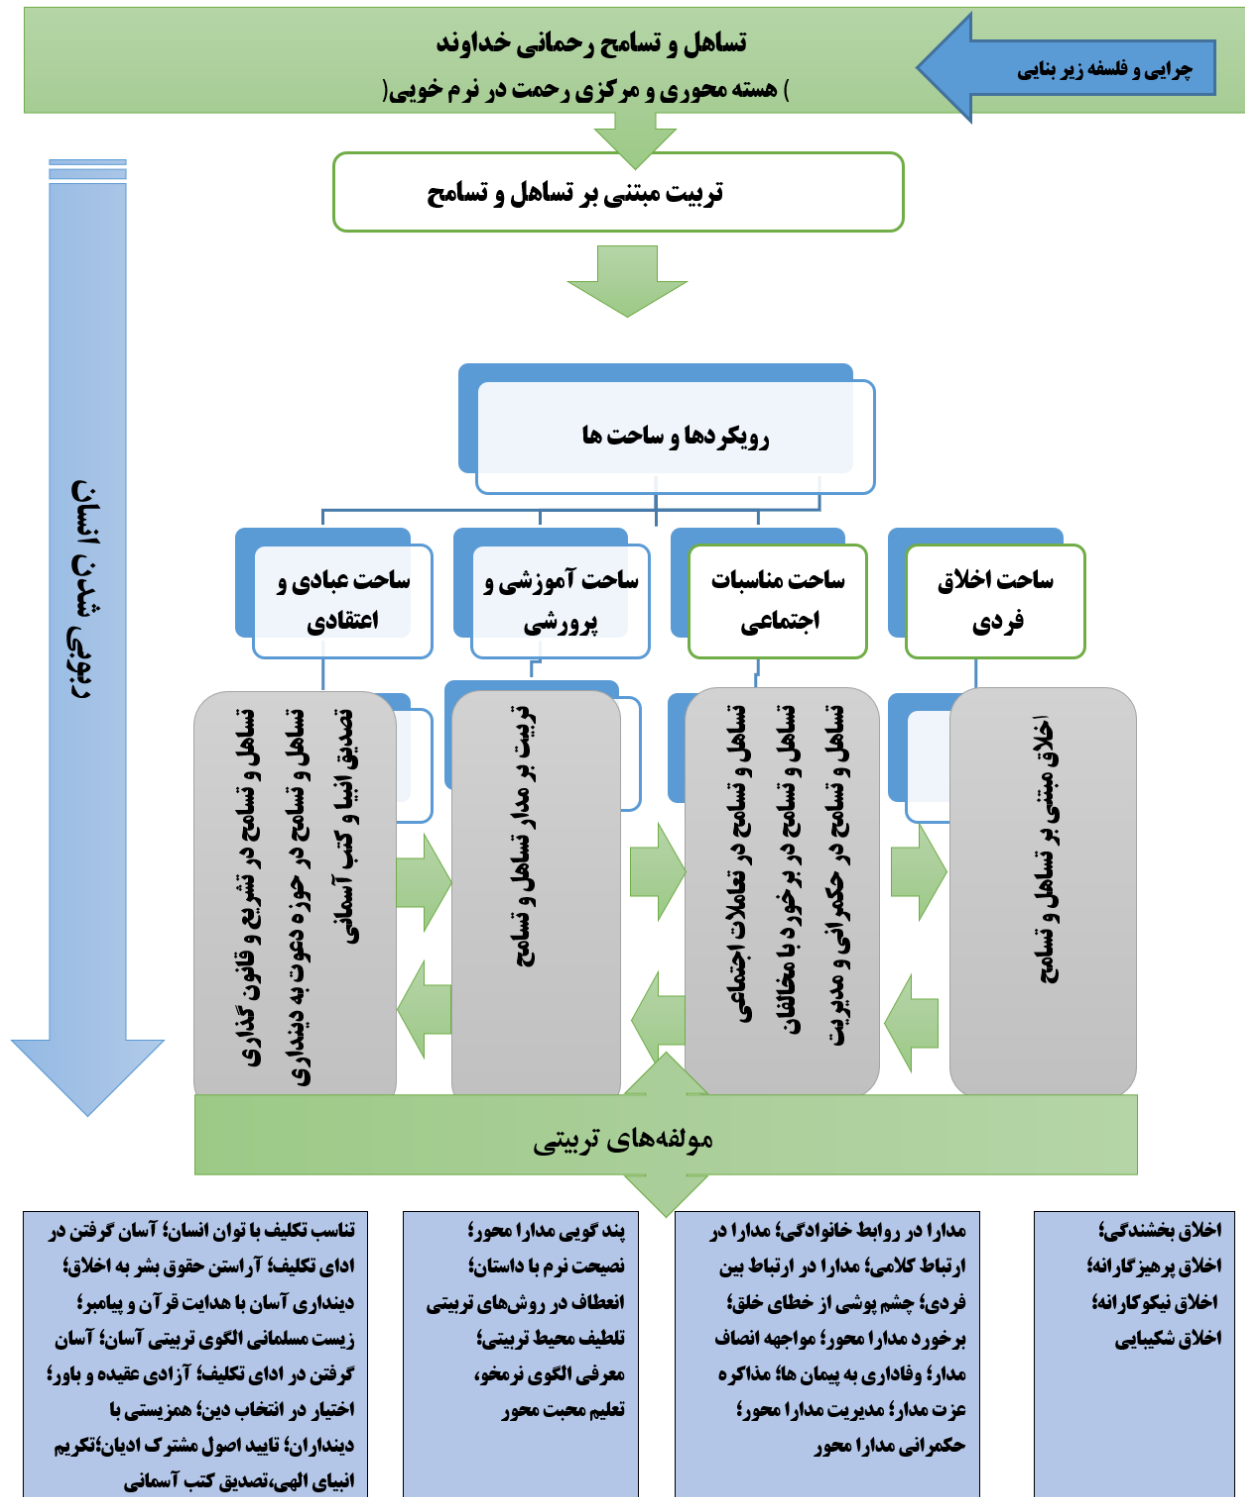 تساهل و تسامح رحمانی خداوند
) هسته محوری و مرکزی رحمت در نرم خویی(
چرایی و فلسفه زیر بنایی
تربیت مبتنی بر تساهل و تسامح
رویکردها و ساحت ها
ساحت اخلاق
فردی
ساحت مناسبات
اجتماعی
ساحت آموزشی و
پرورشی
ساحت عبادی و
اعتقادی
اخلاق مبتنی بر تساهل و تسامح
تساهل و تسامح در تعاملات اجتماعی
تساهل و تسامح در برخورد با مخالفان
تساهل و تسامح در حکمرانی و مدیریت
تربیت بر مدار تساهل و تسامح
تساهل و تسامح در تشریع و قانون گذاری
تساهل و تسامح در حوزه دعوت به دینداری
تصدیق انبیا و کتب آسمانی
ربوبی شدن انسان
مولفه‌های تربیتی
اخلاق بخشندگی؛
اخلاق پرهیزگارانه؛
اخلاق نیکوکارانه؛
اخلاق شکیبایی
مدارا در روابط خانوادگی؛ مدارا در
ارتباط کلامی؛ مدارا در ارتباط بین
فردی؛ چشم پوشی از خطای خلق؛
برخورد مدارا محور؛ مواجهه انصاف
مدار؛ وفاداری به پیمان ها؛ مذاکره
عزت مدار؛ مدیریت مدارا محور؛
حکمرانی مدارا محور
پند گویی مدارا محور؛
نصیحت نرم با داستان؛
انعطاف در روش‌های تربیتی
تلطیف محیط تربیتی؛
معرفی الگوی نرمخو،
تعلیم محبت محور
تناسب تکلیف با توان انسان؛ آسان گرفتن در
ادای تکلیف؛ آراستن حقوق بشر به اخلاق؛
دینداری آسان با هدایت قرآن و پیامبر؛
زیست مسلمانی الگوی تربیتی آسان؛ آسان
گرفتن در ادای تکلیف؛ آزادی عقیده و باور؛
اختیار در انتخاب دین؛ همزیستی با
دینداران؛ تایید اصول مشترک ادیان؛تکریم
انبیای الهی،تصدیق کتب آسمانی